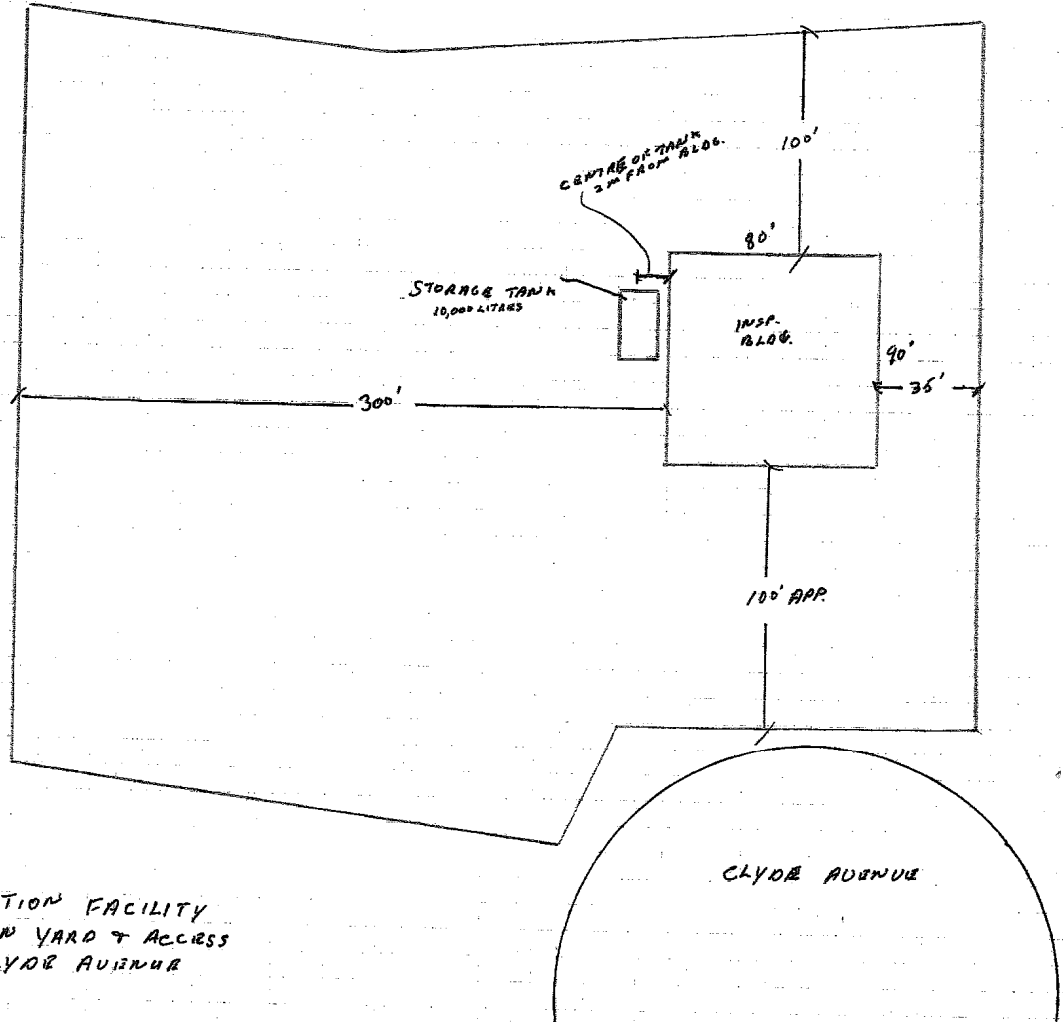 100'
CENTRE OF TANK
2M FROM BLDG.
80'
STORAGE TANK
10,000 LITRES
INSP.
BLDG.
90'
35'
300'
100' APP.
CLYDE AVENUE
TION FACILITY
N YARD & ACCESS
LYDE AVENUE